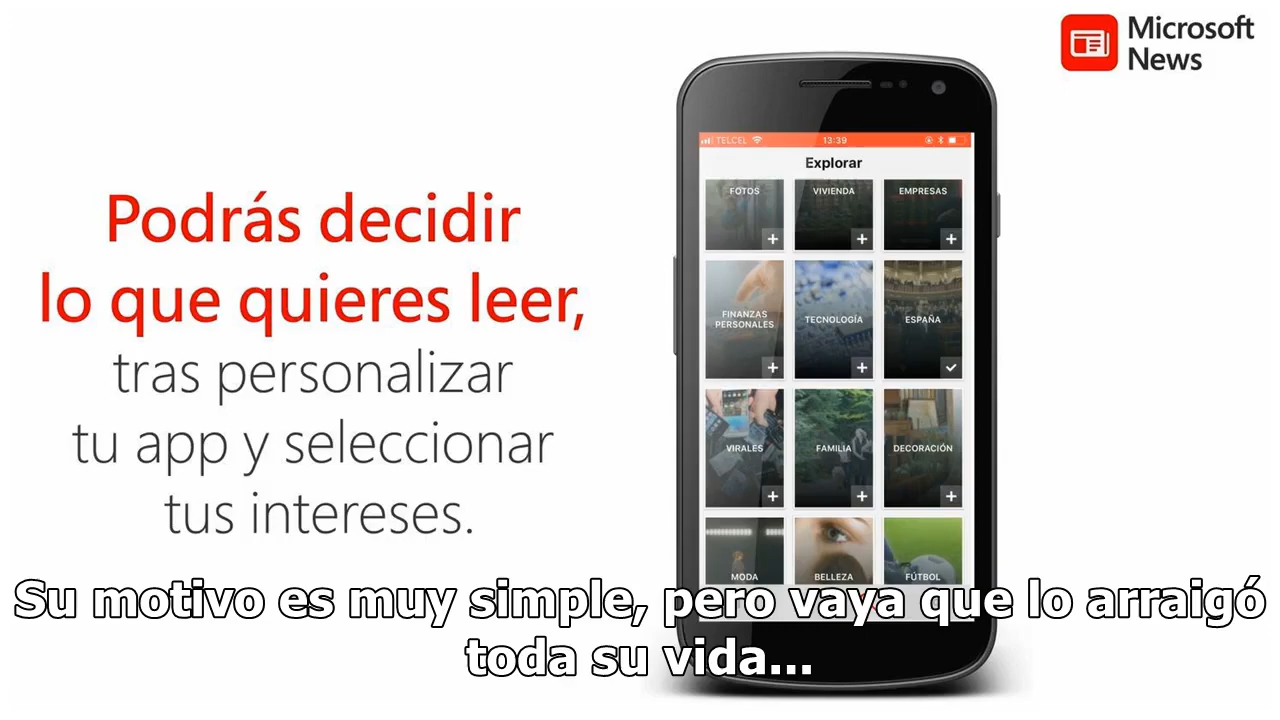 Microsoft
News
Podrás decidir
lo que quieres leer,
tras personalizar
tu app y seleccionar
tus intereses.
TELCEL 13:39
Explorar
FOTOS VIVIENDA EMPRESAS
FINANZAS
PERSONALES TECNOLOGÍA ESPAÑA
VIRALES FAMILIA DECORACIÓN
MODA BELLEZA FÚTBOL
Su motivo es muy simple, pero vaya que lo arraigó
toda su vida...